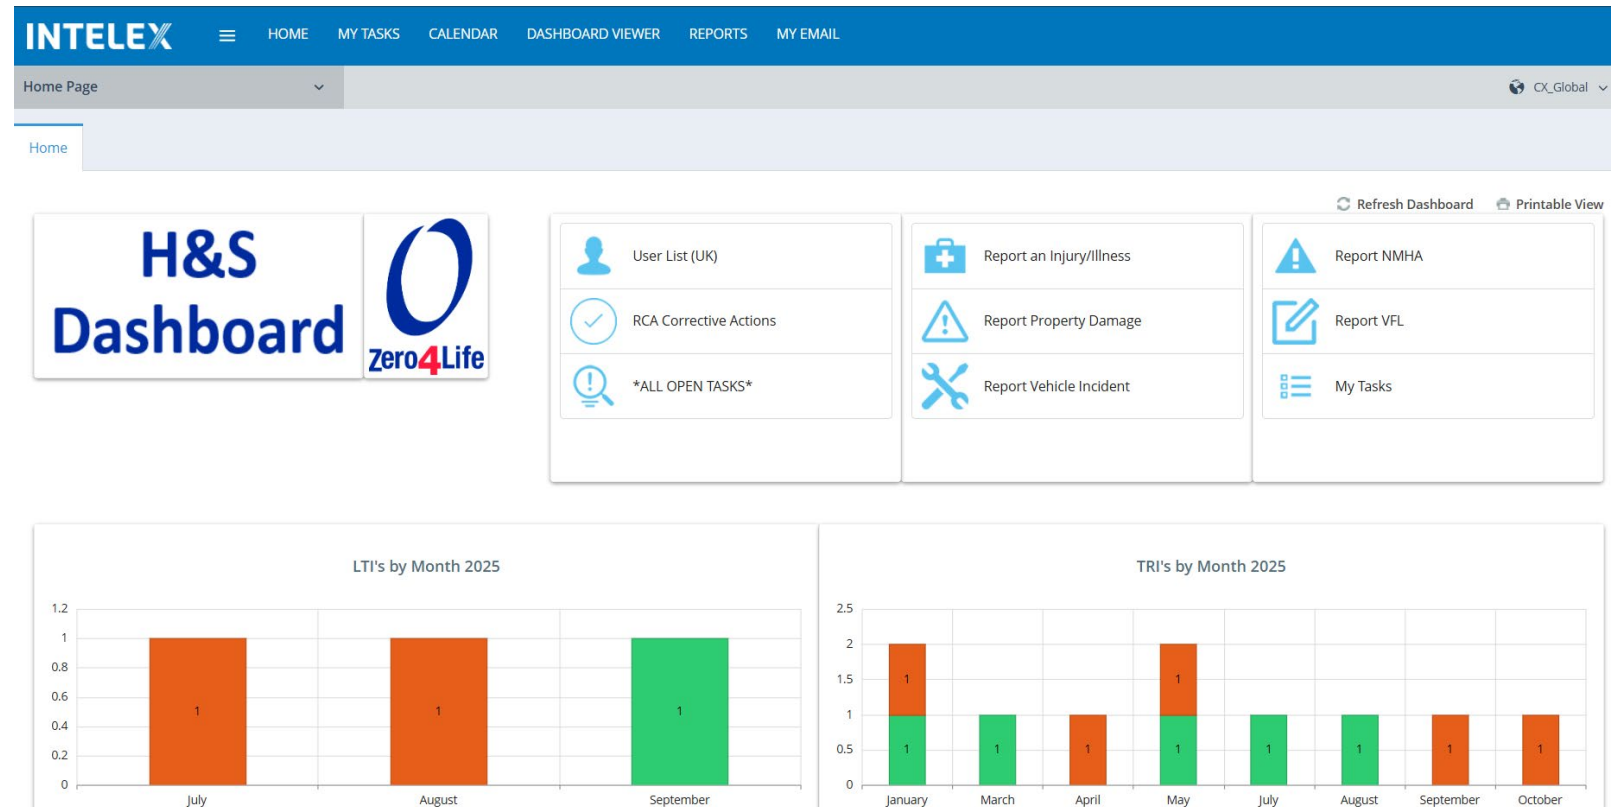 INTELEX
HOME MY TASKS CALENDAR DASHBOARD VIEWER REPORTS MY EMAIL
Home Page
CX_Global
Home
Refresh Dashboard Printable View
H&S
Dashboard
Zero4Life
User List (UK)
RCA Corrective Actions
*ALL OPEN TASKS*
Report an Injury/Illness
Report Property Damage
Report Vehicle Incident
Report NMHA
Report VFL
My Tasks
LTI's by Month 2025
1.2
1
0.8
0.6
0.4
0.2
0
1 1 1
July August September
TRI's by Month 2025
2.5
2
1.5
1
0.5
0
1 1
1 1 1 1 1 1 1 1
January March April May July August September October